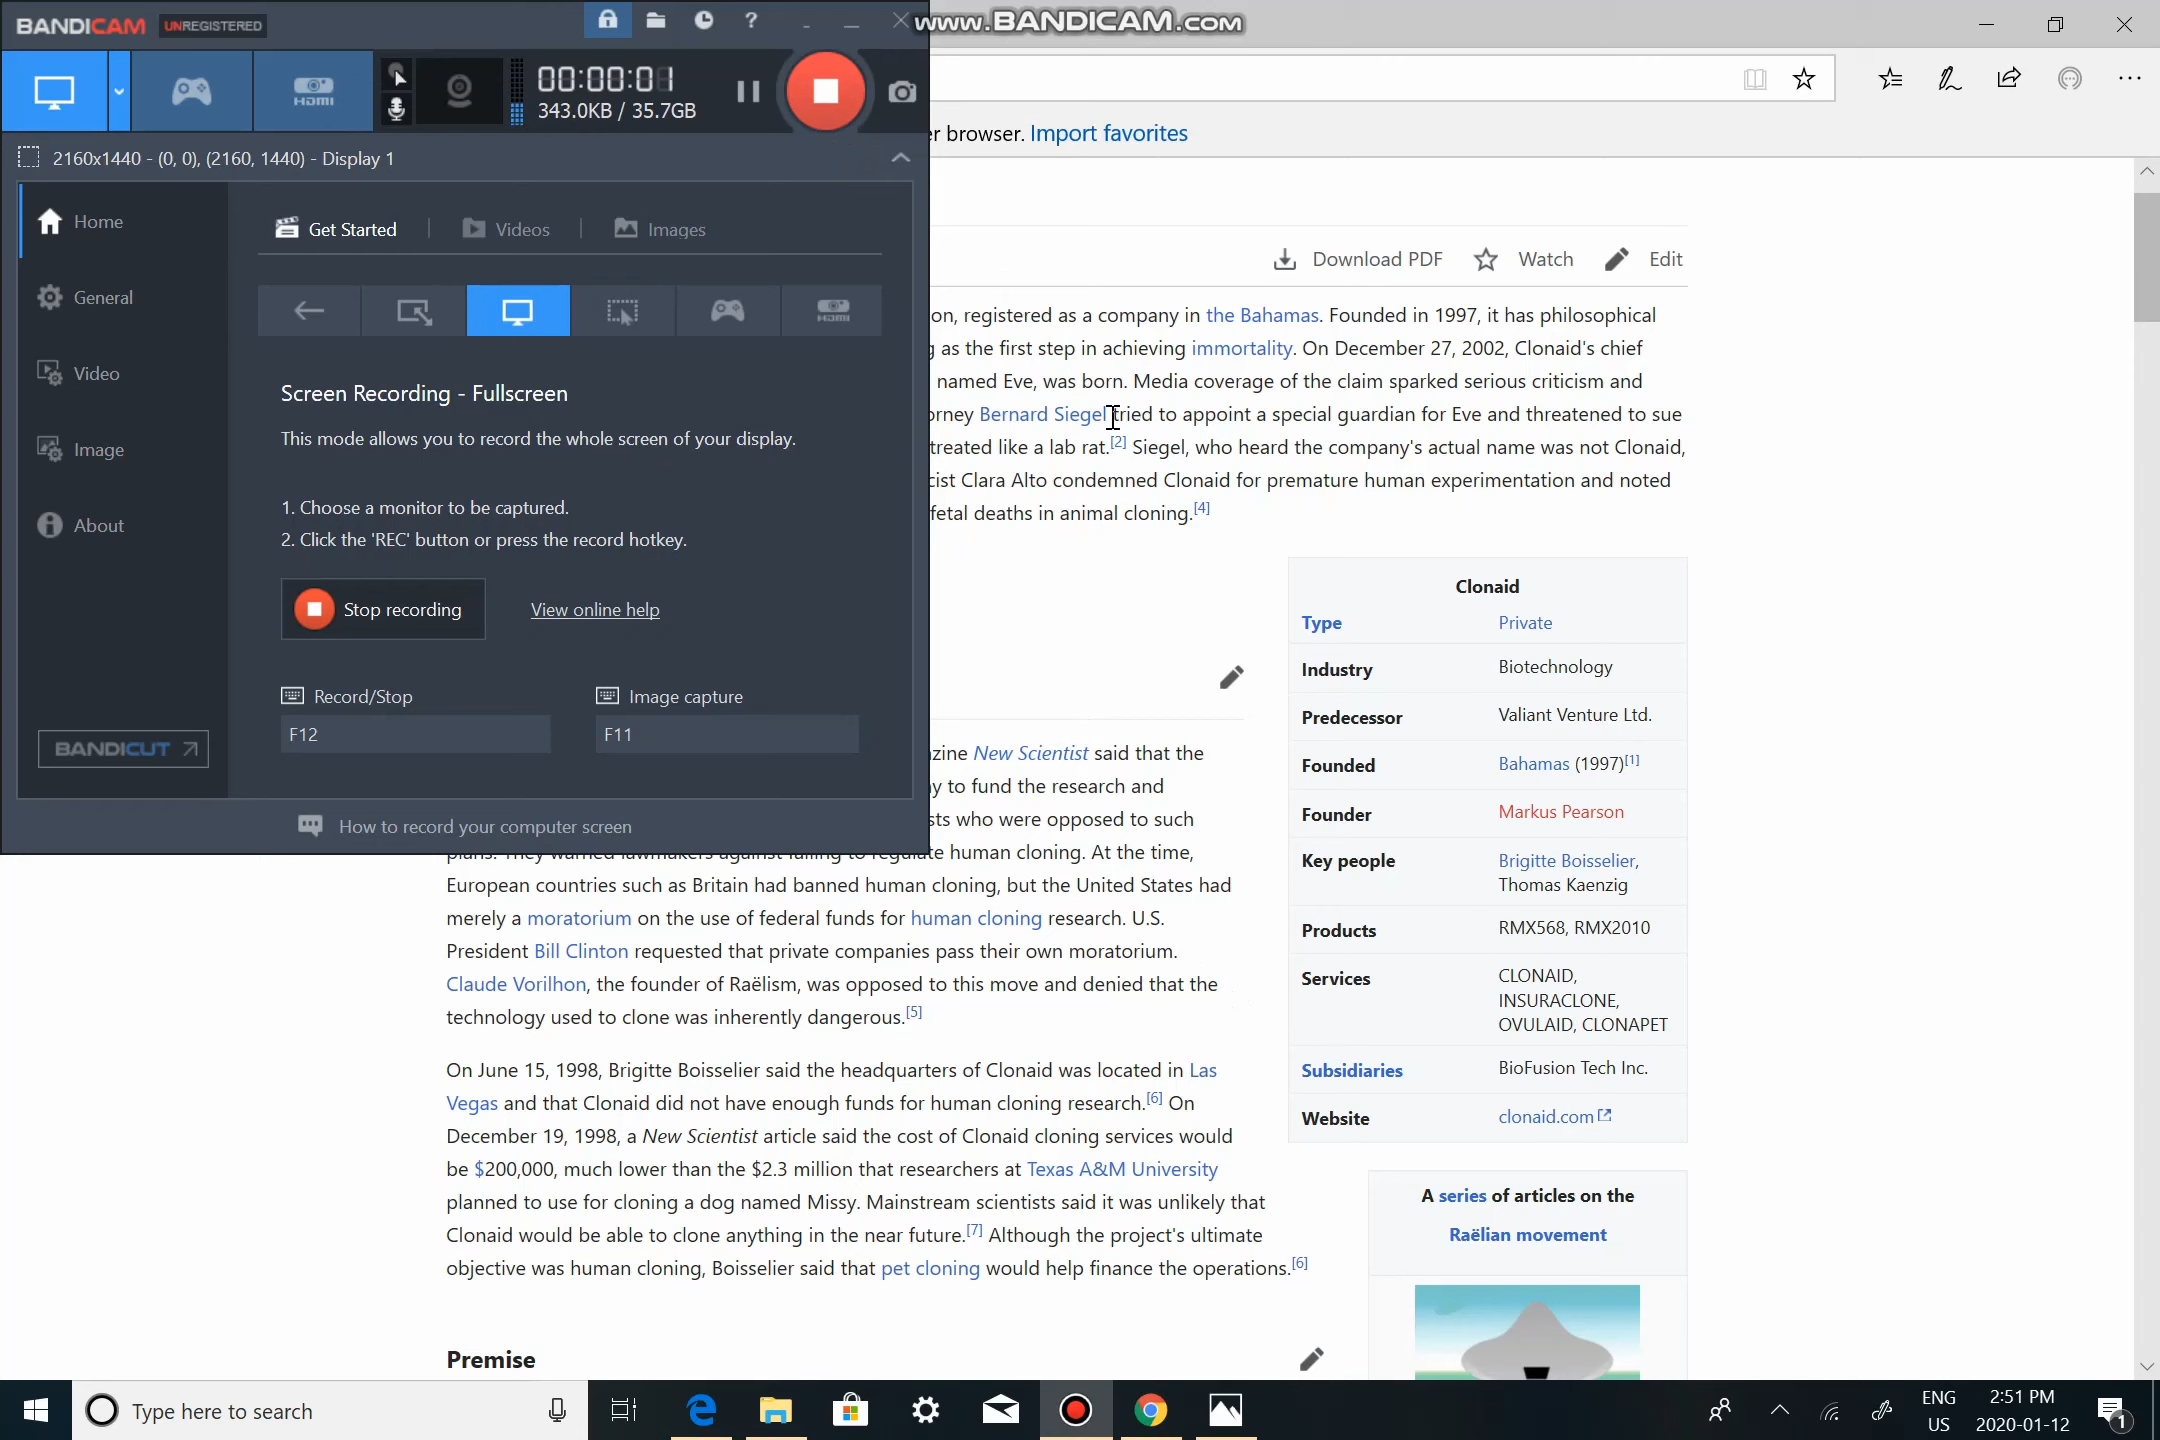 BANDICAM UNREGISTERED
www.BANDICAM.com
HDMI
00:00:01
343.0KB / 35.7GB
2160x1440 - (0, 0), (2160, 1440) - Display 1
Home
General
Video
Image
About
BANDICUT
Get Started
Videos
Images
HDMI
Screen Recording - Fullscreen
This mode allows you to record the whole screen of your display.
1. Choose a monitor to be captured.
2. Click the 'REC' button or press the record hotkey.
Stop recording
View online help
Record/Stop
Image capture
F12
F11
How to record your computer screen
er browser. Import favorites
Download PDF
Watch
Edit
on, registered as a company in the Bahamas. Founded in 1997, it has philosophical
as the first step in achieving immortality. On December 27, 2002, Clonaid's chief
named Eve, was born. Media coverage of the claim sparked serious criticism and
orney Bernard Siegel tried to appoint a special guardian for Eve and threatened to sue
treated like a lab rat.[2] Siegel, who heard the company's actual name was not Clonaid,
cist Clara Alto condemned Clonaid for premature human experimentation and noted
fetal deaths in animal cloning.[4]
zine New Scientist said that the
y to fund the research and
sts who were opposed to such
plans. They warned lawmakers against failing to regulate human cloning. At the time,
European countries such as Britain had banned human cloning, but the United States had
merely a moratorium on the use of federal funds for human cloning research. U.S.
President Bill Clinton requested that private companies pass their own moratorium.
Claude Vorilhon, the founder of Raëlism, was opposed to this move and denied that the
technology used to clone was inherently dangerous.[5]
On June 15, 1998, Brigitte Boisselier said the headquarters of Clonaid was located in Las
Vegas and that Clonaid did not have enough funds for human cloning research.[6] On
December 19, 1998, a New Scientist article said the cost of Clonaid cloning services would
be $200,000, much lower than the $2.3 million that researchers at Texas A&M University
planned to use for cloning a dog named Missy. Mainstream scientists said it was unlikely that
Clonaid would be able to clone anything in the near future.[7] Although the project's ultimate
objective was human cloning, Boisselier said that pet cloning would help finance the operations.[6]
Premise
Clonaid
Type Private
Industry Biotechnology
Predecessor Valiant Venture Ltd.
Founded Bahamas (1997)[1]
Founder Markus Pearson
Key people Brigitte Boisselier,
Thomas Kaenzig
Products RMX568, RMX2010
Services CLONAID,
INSURACLONE,
OVULAID, CLONAPET
Subsidiaries BioFusion Tech Inc.
Website clonaid.com
A series of articles on the
Raëlian movement
Type here to search
ENG
US
2:51 PM
2020-01-12
1